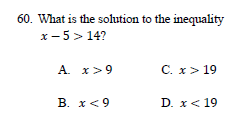 60. What is the solution to the inequality
x – 5 > 14?
A. x > 9 C. x > 19
B. x < 9 D. x < 19